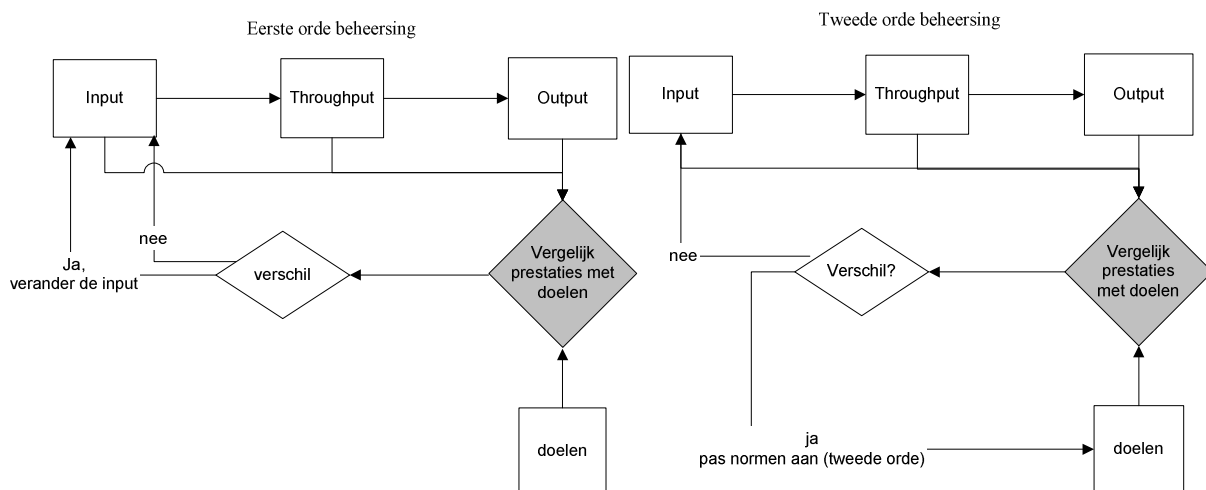 Eerste orde beheersing
Input
Throughput
Output
nee
Ja,
verander de input
verschil
Vergelijk
prestaties met
doelen
doelen
Tweede orde beheersing
Input
Throughput
Output
nee
Verschil?
Vergelijk
prestaties
met doelen
ja
pas normen aan (tweede orde)
doelen